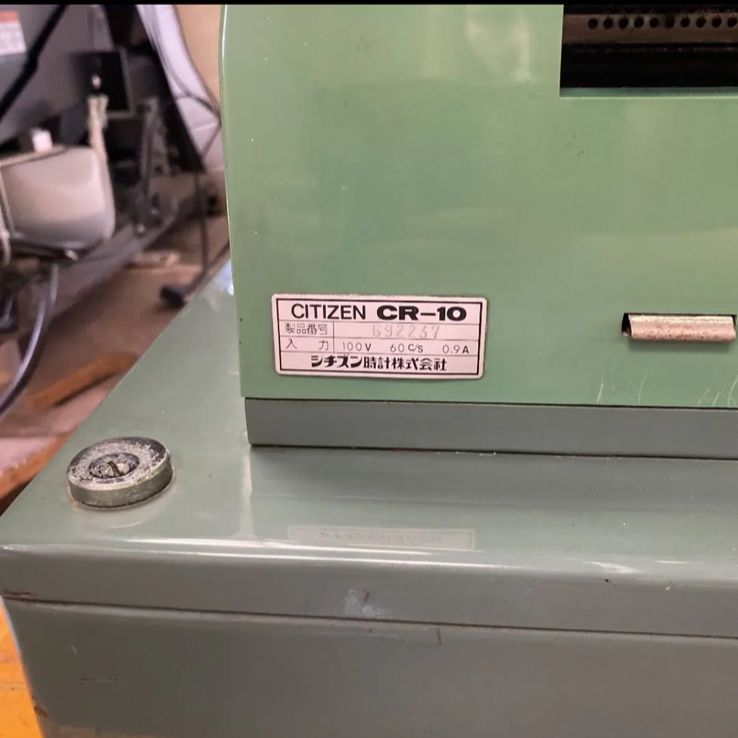 CITIZEN CR-10
製品番号 692237
入 力 100V 60C/S 0.9A
シチズン時計株式会社